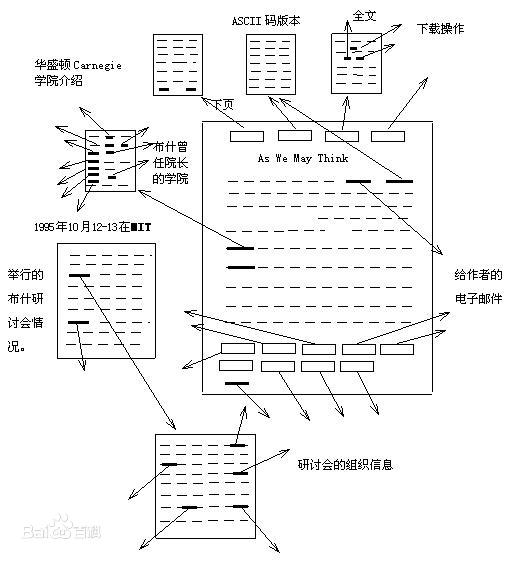 ASCII码版本
全文
下载操作
华盛顿Carnegie
学院介绍
下页
As We May Think
布什曾
任院长
的学院
1995年10月12-13在MIT
举行的
布什研
讨会情
况。
给作者的
电子邮件
研讨会的组织信息
Bai百科